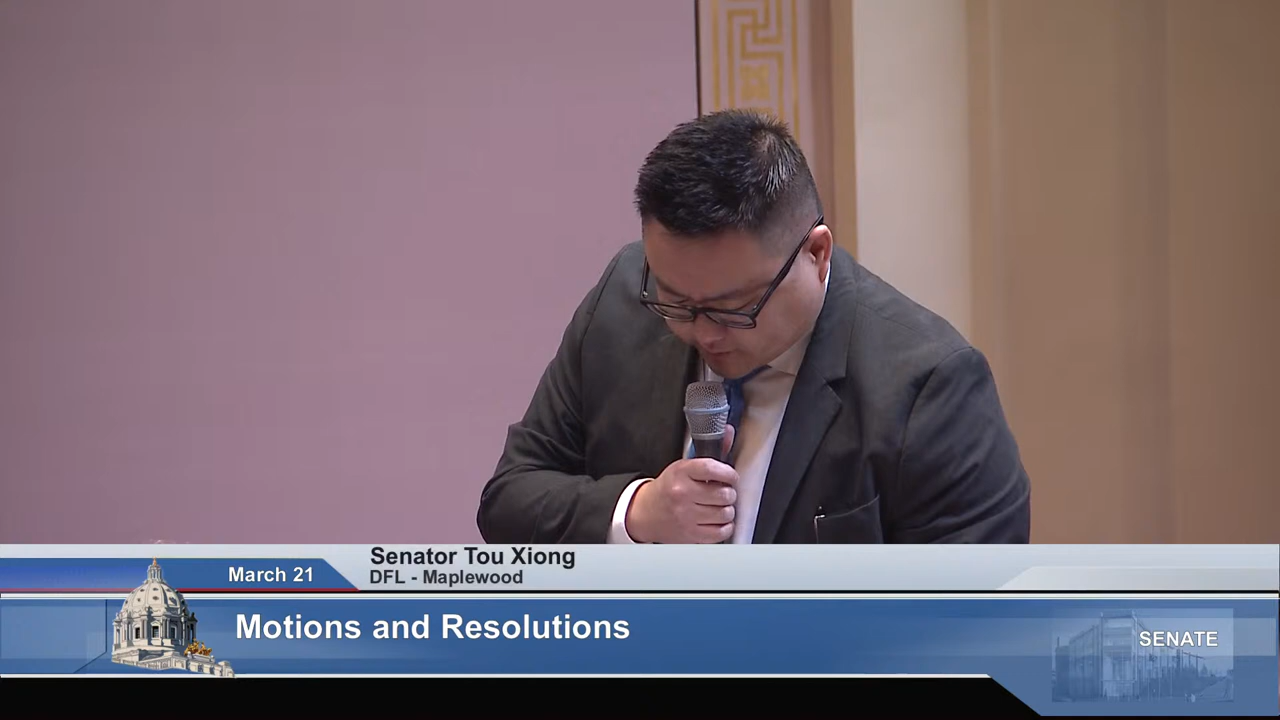 Senator Tou Xiong
DFL - Maplewood
March 21
Motions and Resolutions
SENATE